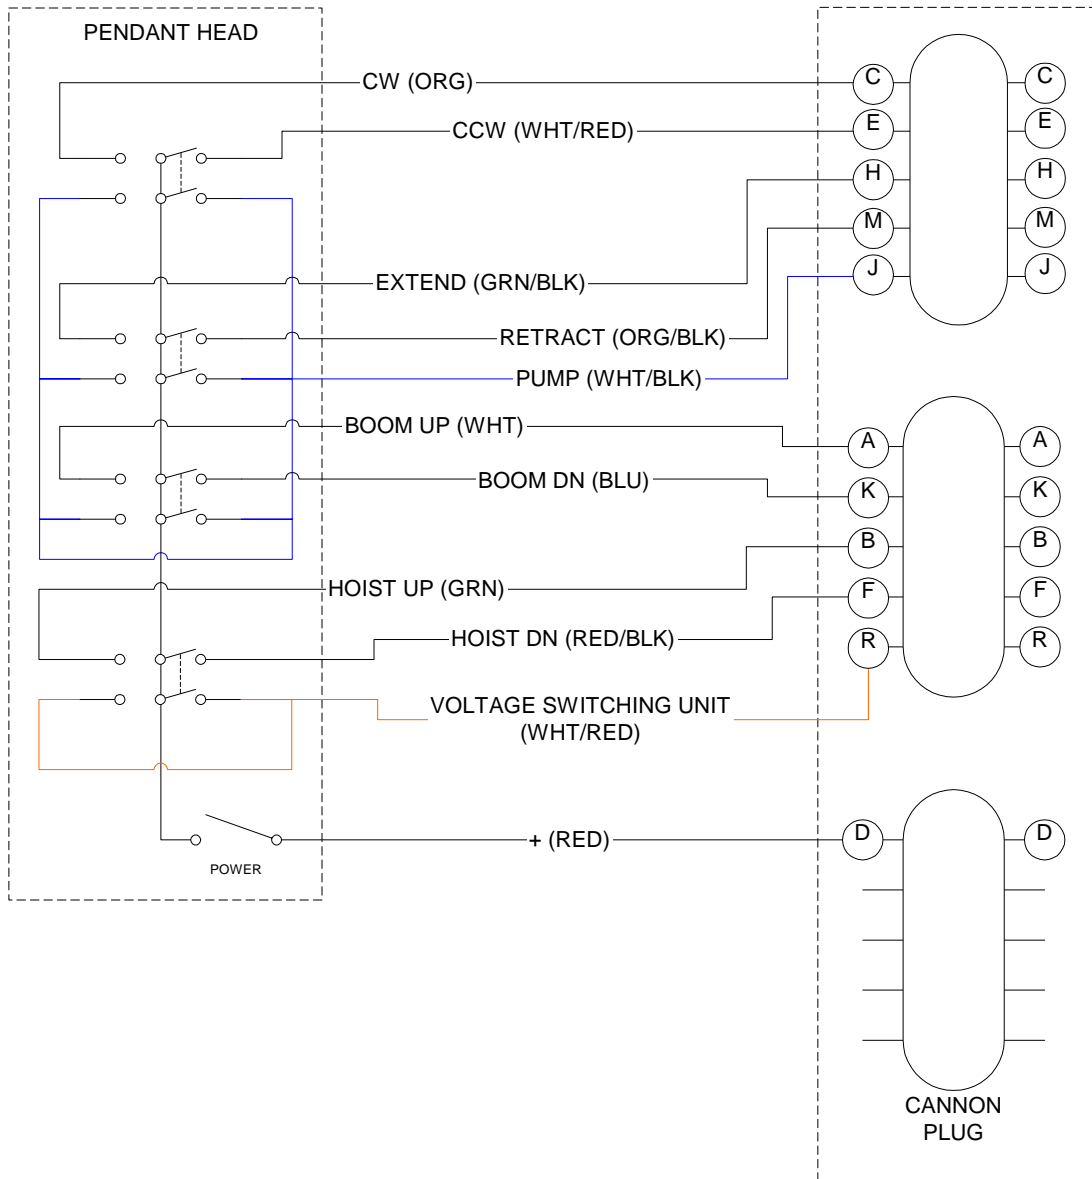 PENDANT HEAD
CW (ORG)
C
C
CCW (WHT/RED)
E
E
H
H
M
M
EXTEND (GRN/BLK)
J
J
RETRACT (ORG/BLK)
PUMP (WHT/BLK)
BOOM UP (WHT)
A
A
BOOM DN (BLU)
K
K
B
B
HOIST UP (GRN)
F
F
HOIST DN (RED/BLK)
R
R
VOLTAGE SWITCHING UNIT
(WHT/RED)
+ (RED)
D
D
POWER
CANNON
PLUG